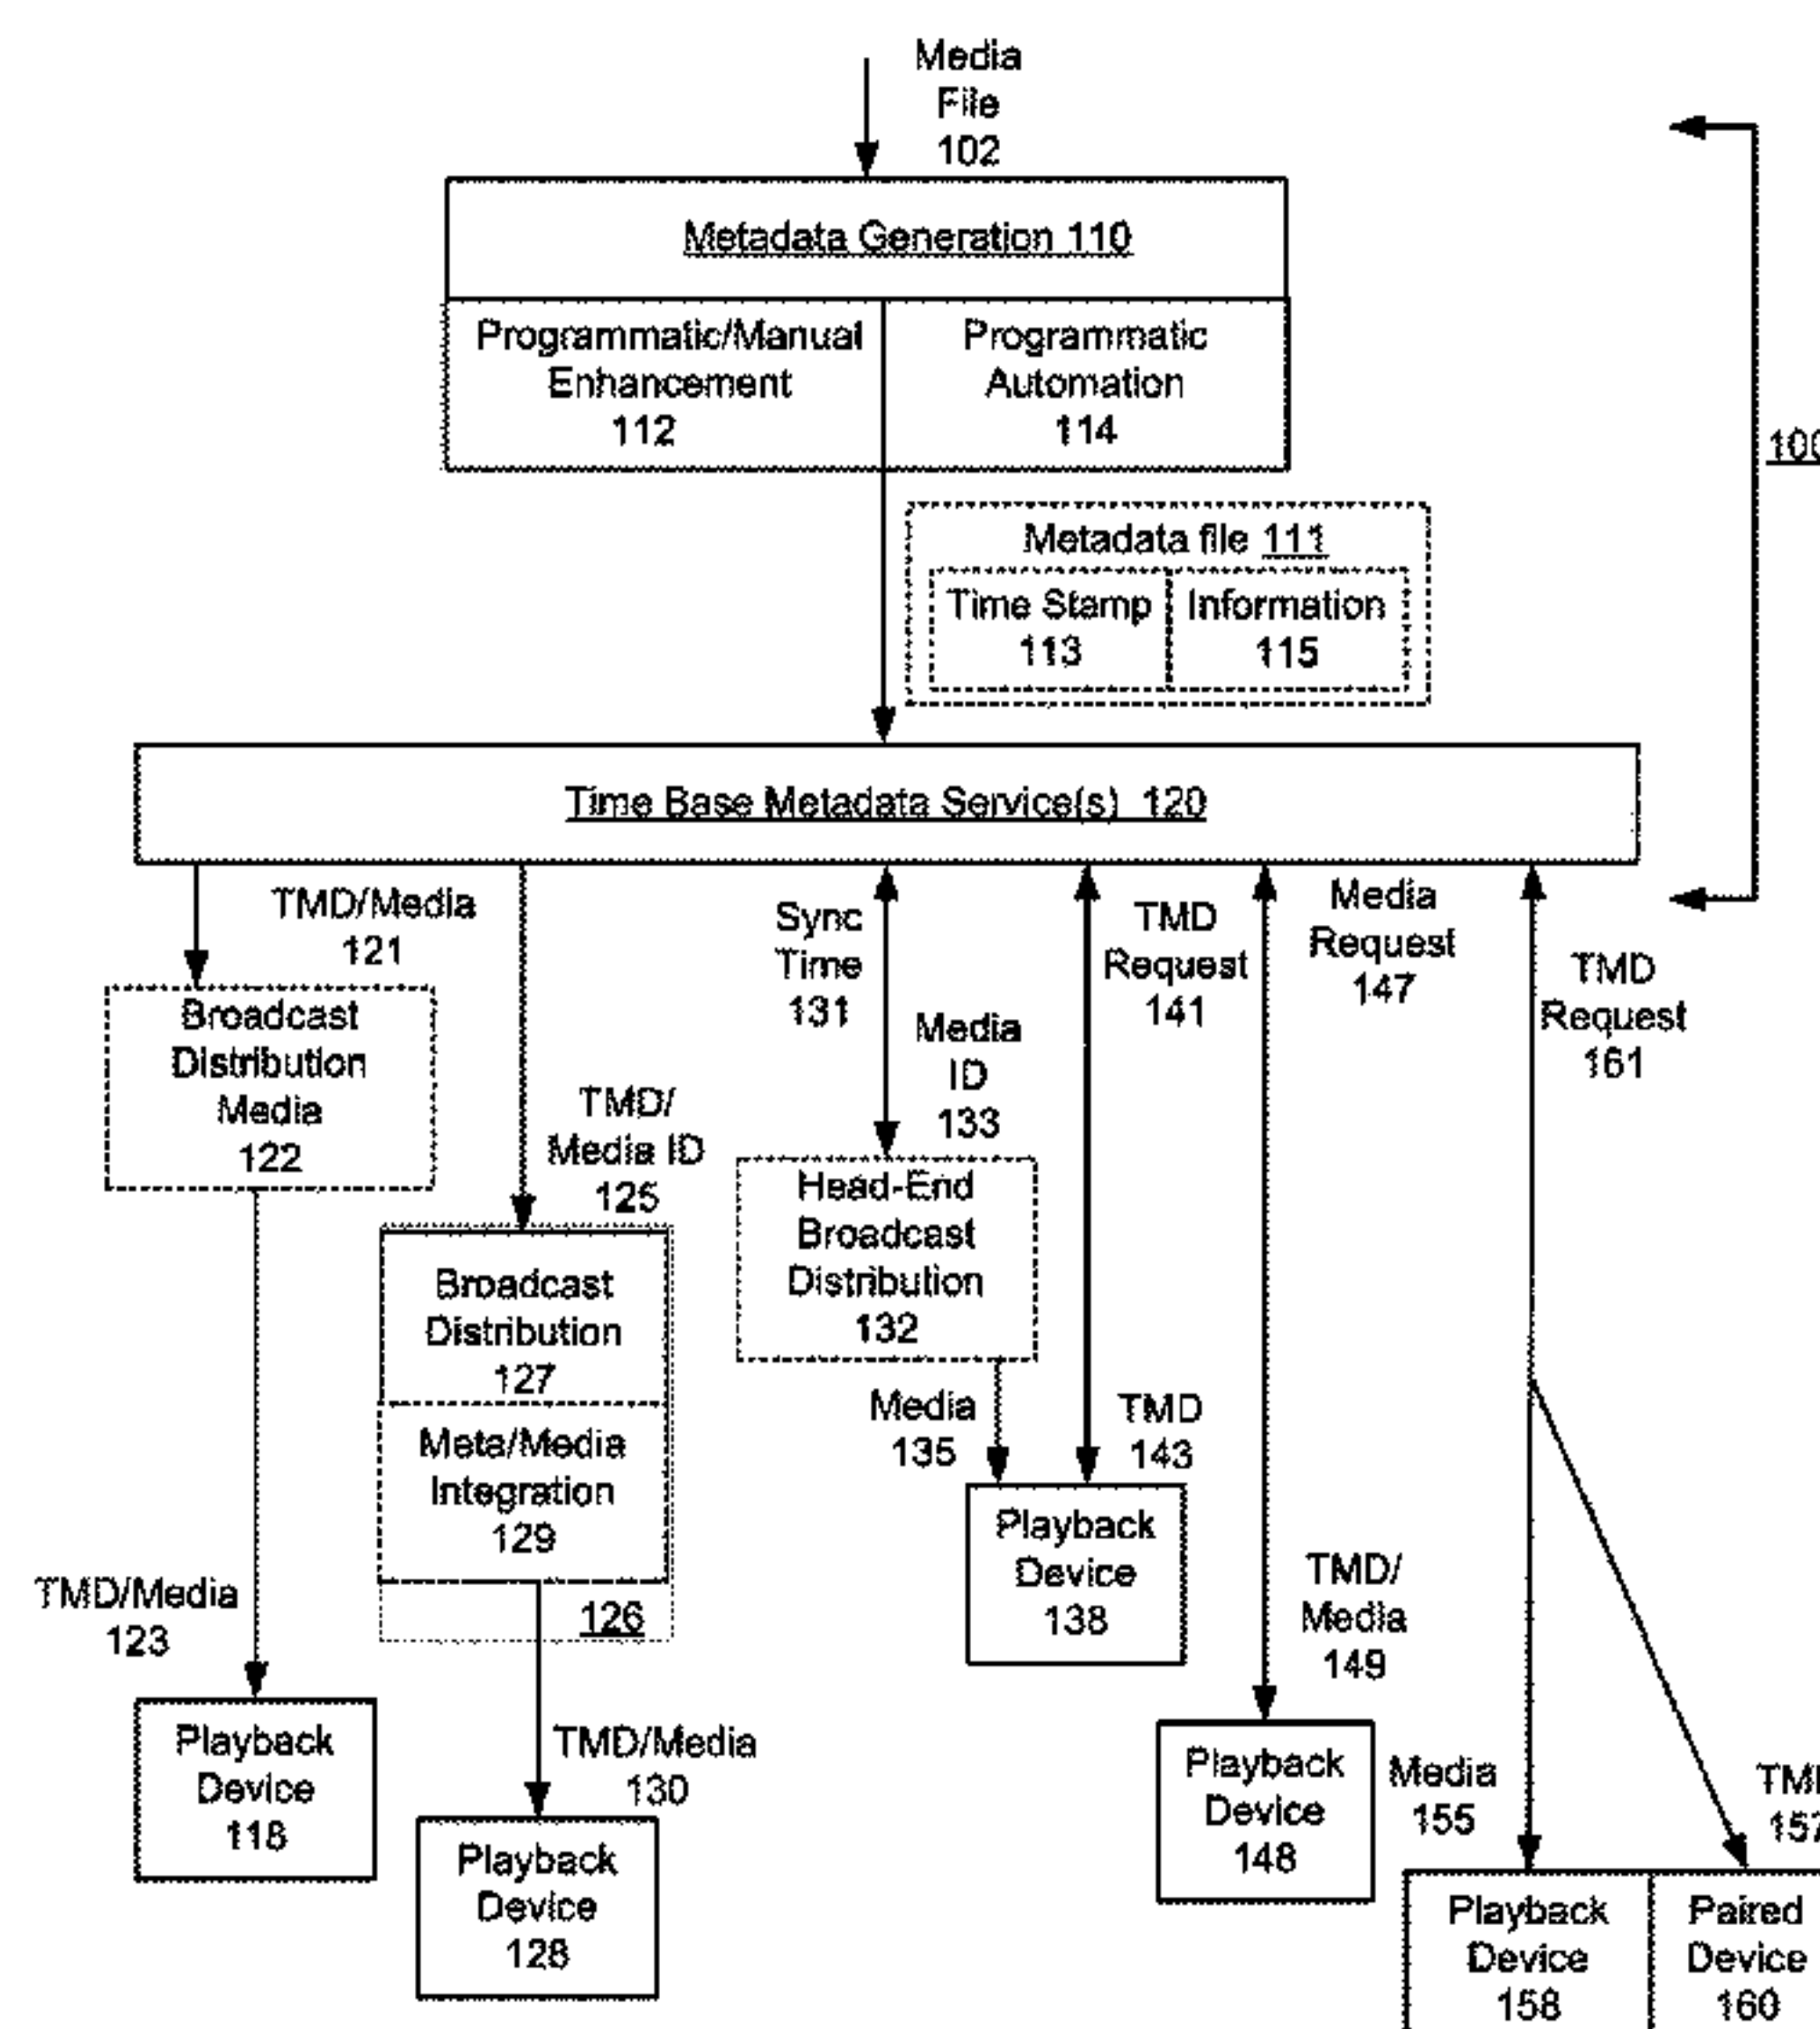 Media
File
102
Metadata Generation 110
Programmatic/Manual
Enhancement
112
Programmatic
Automation
114
100
Metadata file 111
Time Stamp
113
Information
115
Time Base Metadata Service(s) 120
TMD/Media
121
Broadcast
Distribution
Media
122
TMD/
Media ID
125
Sync
Time
131
Media
ID
133
TMD
Request
141
Media
Request
147
TMD
Request
161
Broadcast
Distribution
127
Meta/Media
Integration
129
126
Head-End
Broadcast
Distribution
132
Media
135
TMD
143
Playback
Device
138
TMD/Media
123
Playback
Device
118
TMD/Media
130
Playback
Device
128
TMD/
Media
149
Playback
Device
148
Media
155
157
Playback
Device
158
Paired
Device
160